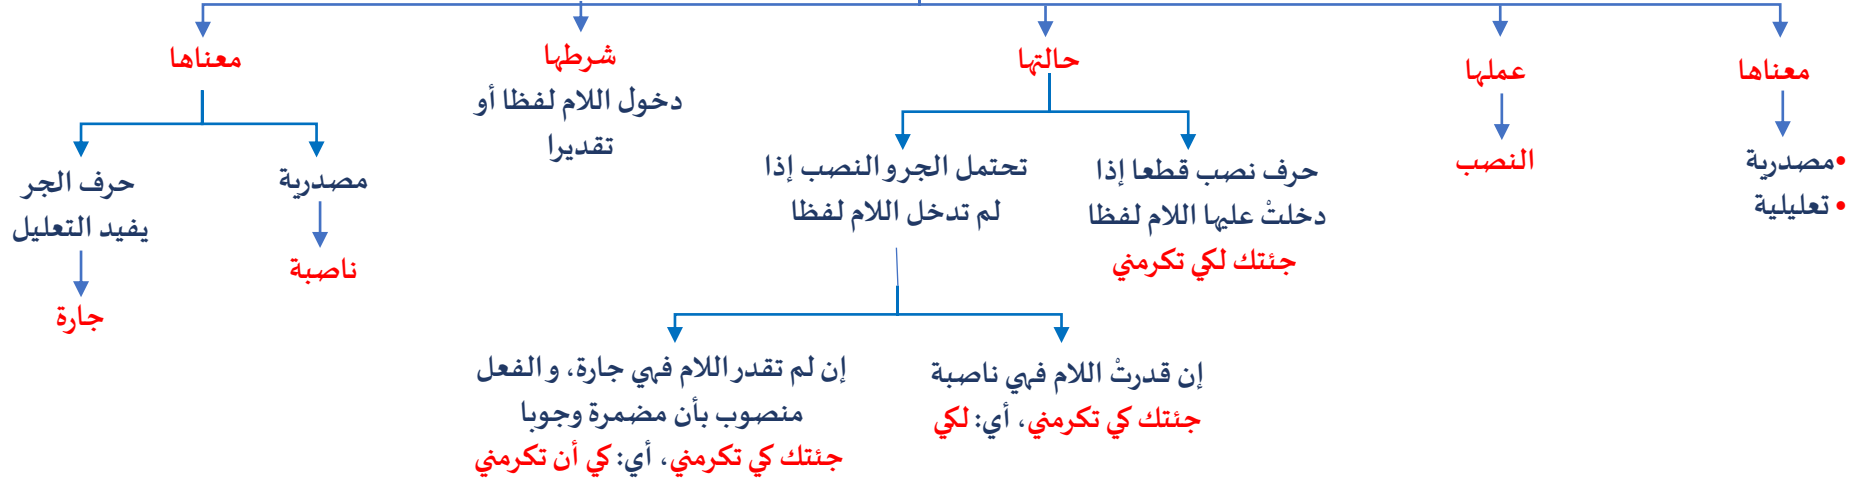 معناها
مصدرية
تعليلية
عملها
النصب
حالتها
حرف نصب قطعا إذا
دخلتْ عليها اللام لفظا
جئتك لكي تكرمني
تحتمل الجر و النصب إذا
لم تدخل اللام لفظا
إن قدرتْ اللام فهي ناصبة
جئتك كي تكرمني، أي: لكي
إن لم تقدر اللام فهي جارة، و الفعل
منصوب بأن مضمرة وجوبا
جئتك كي تكرمني، أي: كي أن تكرمني
شرطها
دخول اللام لفظا أو
تقديرا
معناها
مصدرية
ناصبة
حرف الجر
يفيد التعليل
جارة